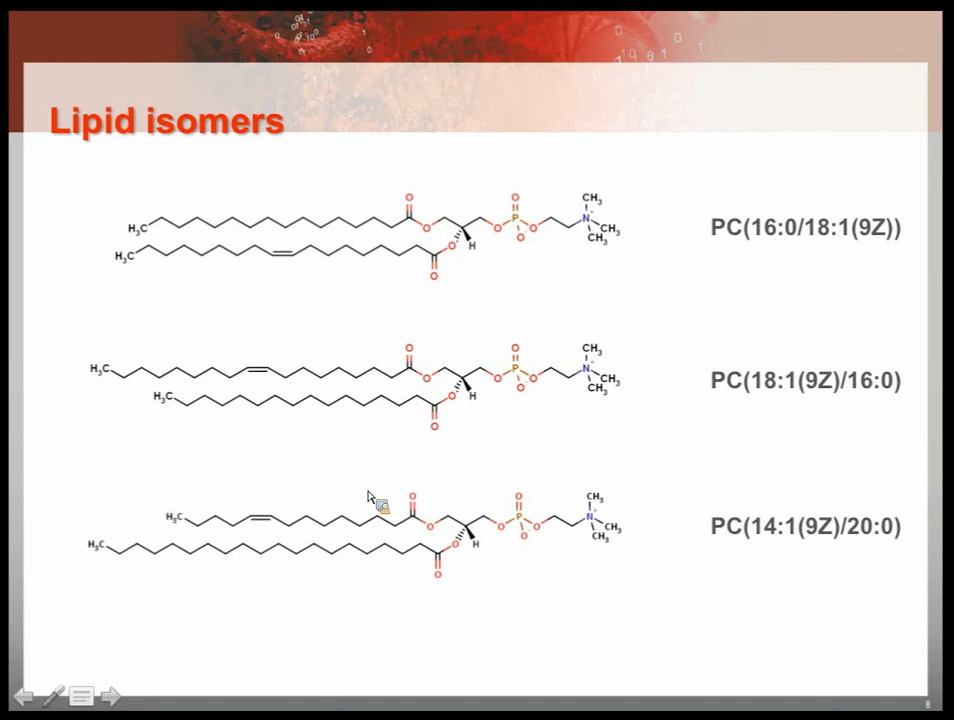 Lipid isomers
O O CH₃
H₃C O O P O N⁺ CH₃
O H O⁻ CH₃
H₃C
O
PC(16:0/18:1(9Z))
O O CH₃
H₃C O O P O N⁺ CH₃
O H O⁻ CH₃
H₃C
O
PC(18:1(9Z)/16:0)
O O CH₃
H₃C O O P O N⁺ CH₃
O H O⁻ CH₃
H₃C
O
PC(14:1(9Z)/20:0)
8